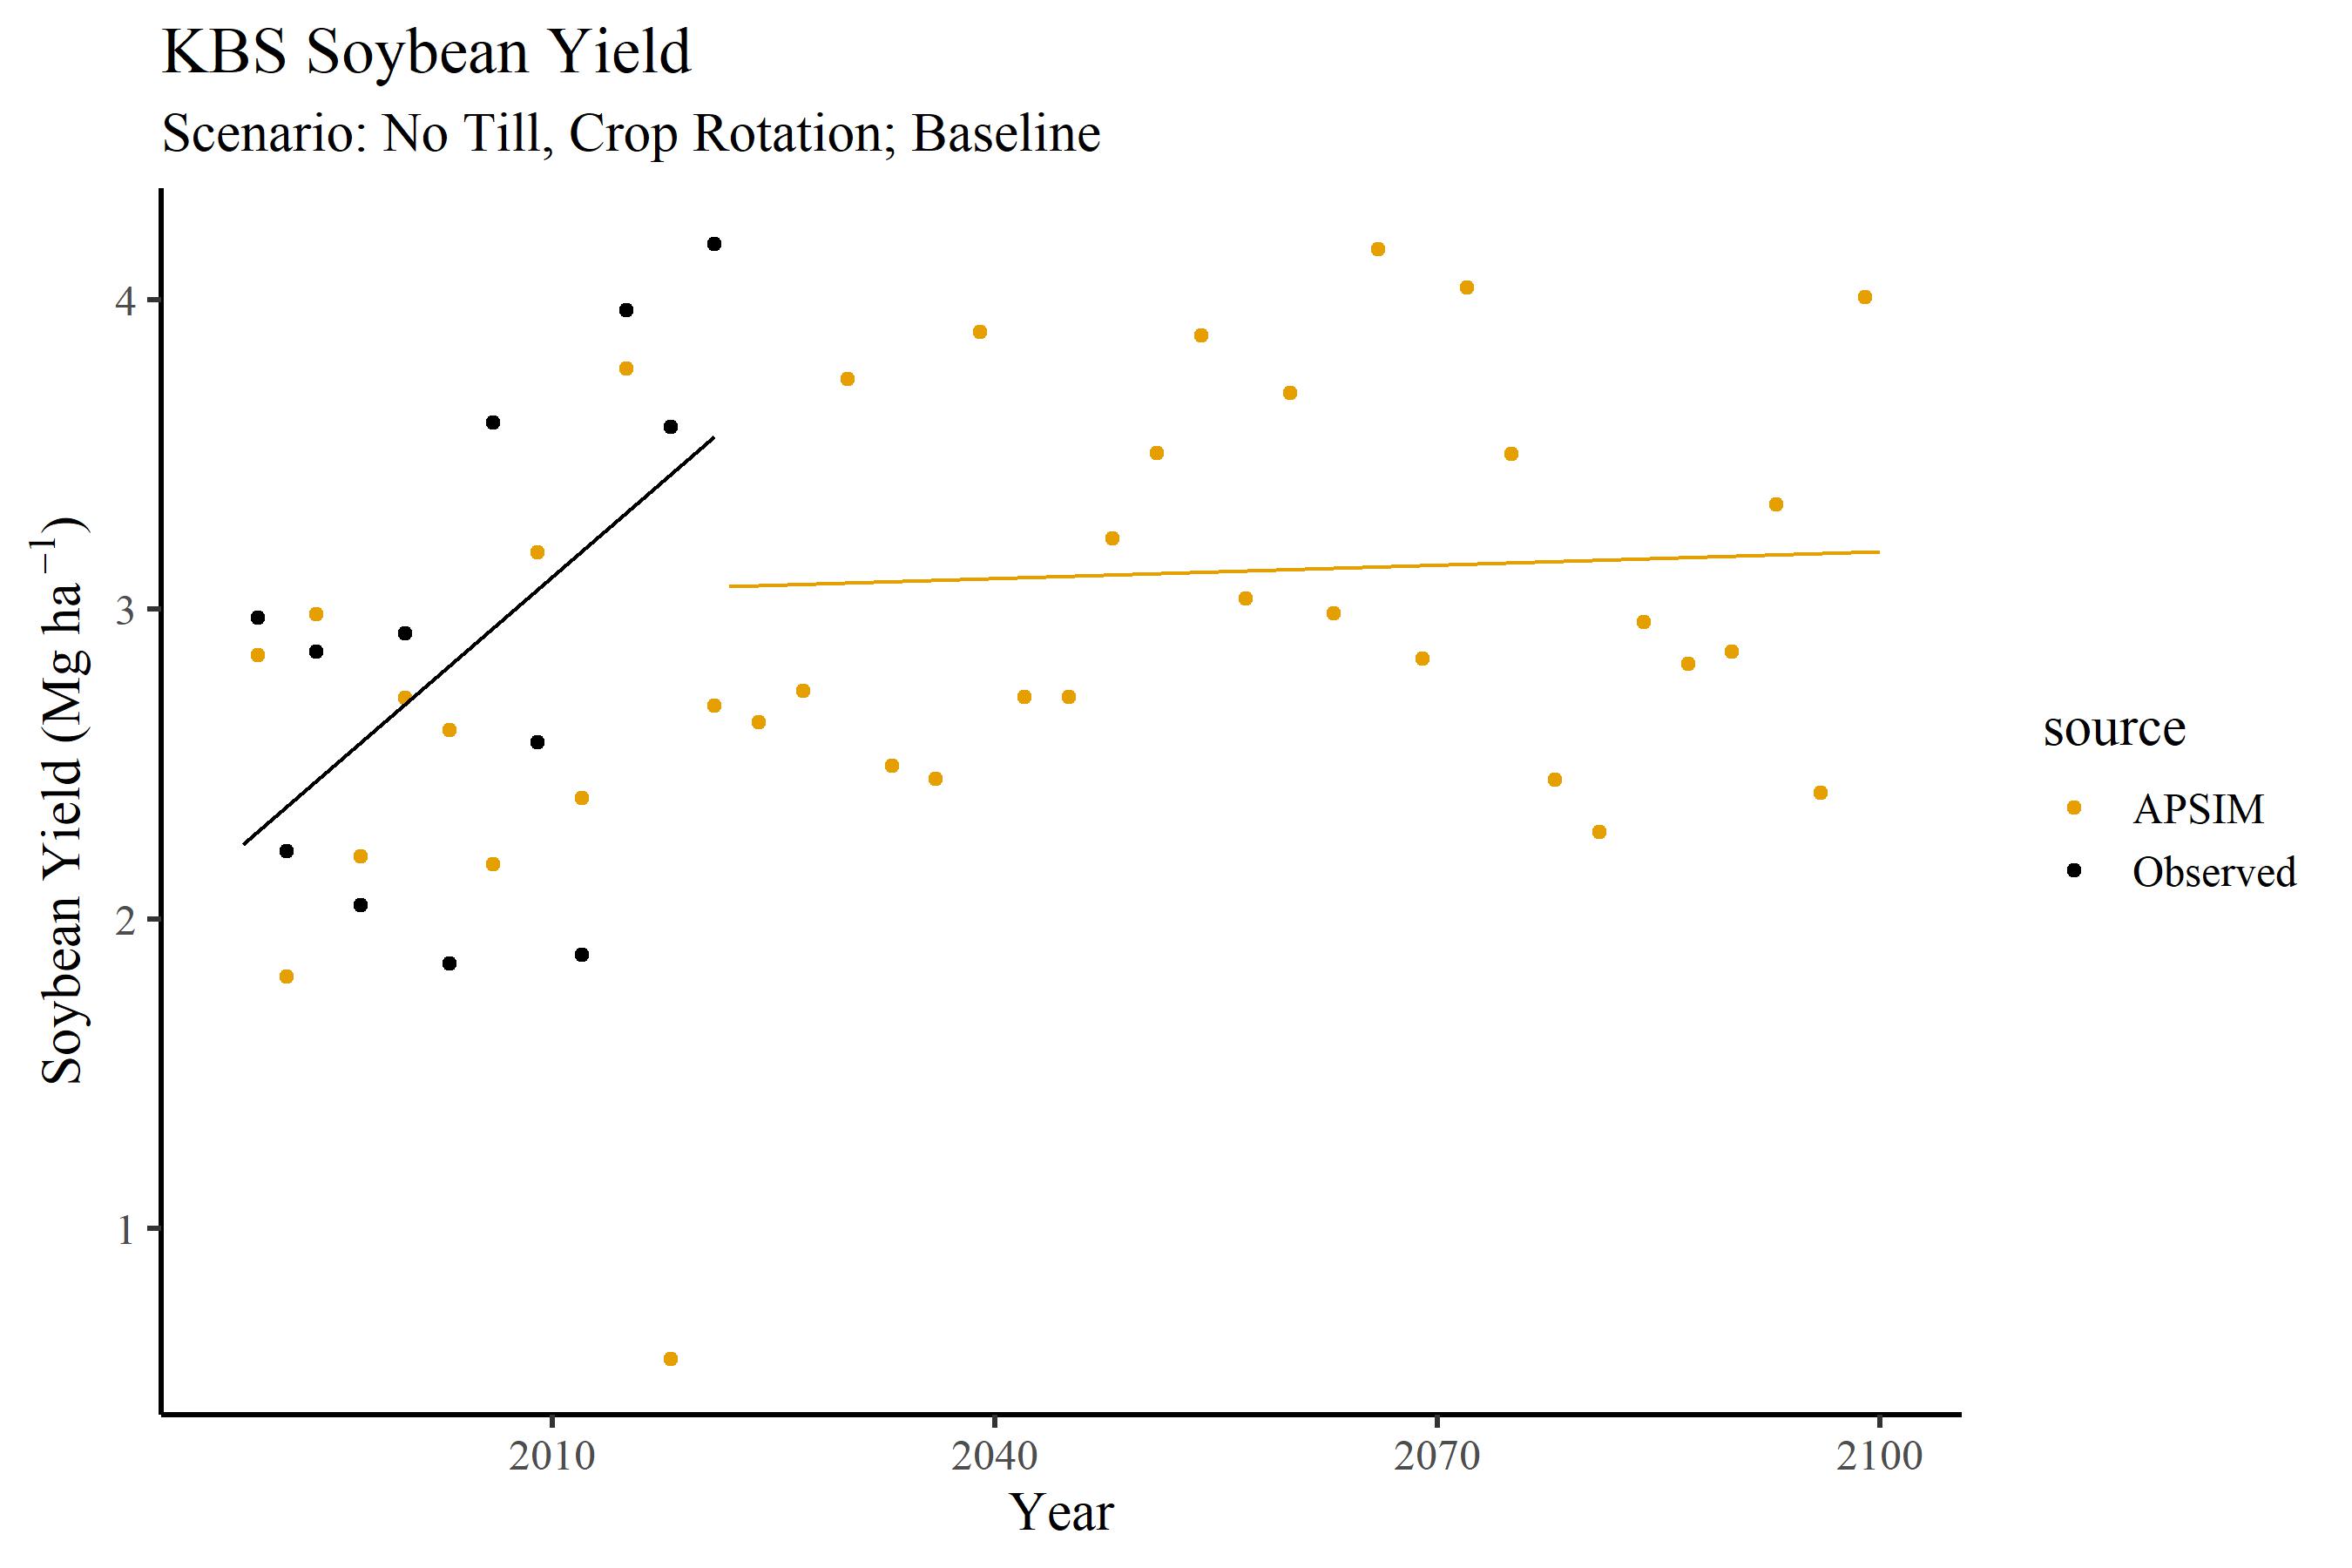 KBS Soybean Yield
Scenario: No Till, Crop Rotation; Baseline
Soybean Yield (Mg ha⁻¹)
4
3
2
1
2010
2040
2070
2100
Year
source
APSIM
Observed